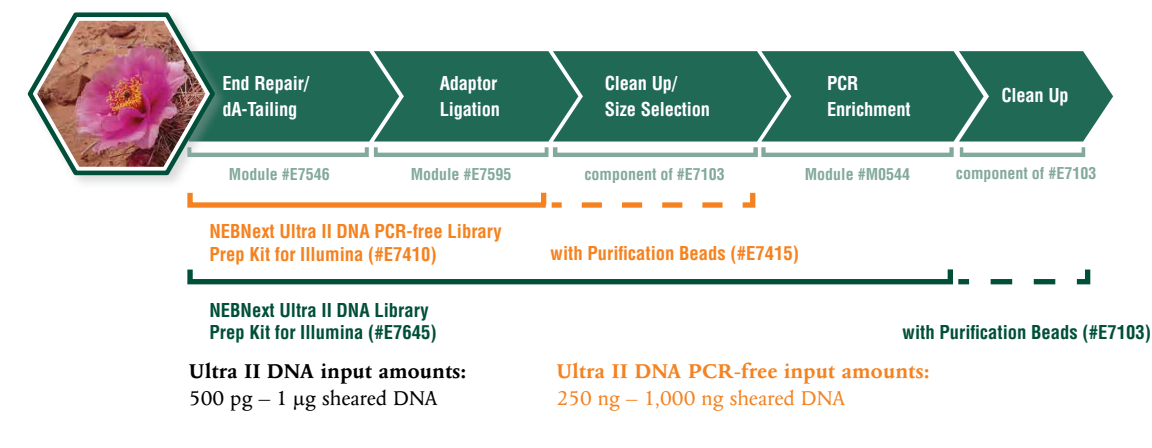 End Repair/
dA-Tailing
Adaptor
Ligation
Clean Up/
Size Selection
PCR
Enrichment
Clean Up
Module #E7546
Module #E7595
component of #E7103
Module #M0544
component of #E7103
NEBNext Ultra II DNA PCR-free Library
Prep Kit for Illumina (#E7410)
with Purification Beads (#E7415)
NEBNext Ultra II DNA Library
Prep Kit for Illumina (#E7645)
with Purification Beads (#E7103)
Ultra II DNA input amounts:
500 pg – 1 µg sheared DNA
Ultra II DNA PCR-free input amounts:
250 ng – 1,000 ng sheared DNA